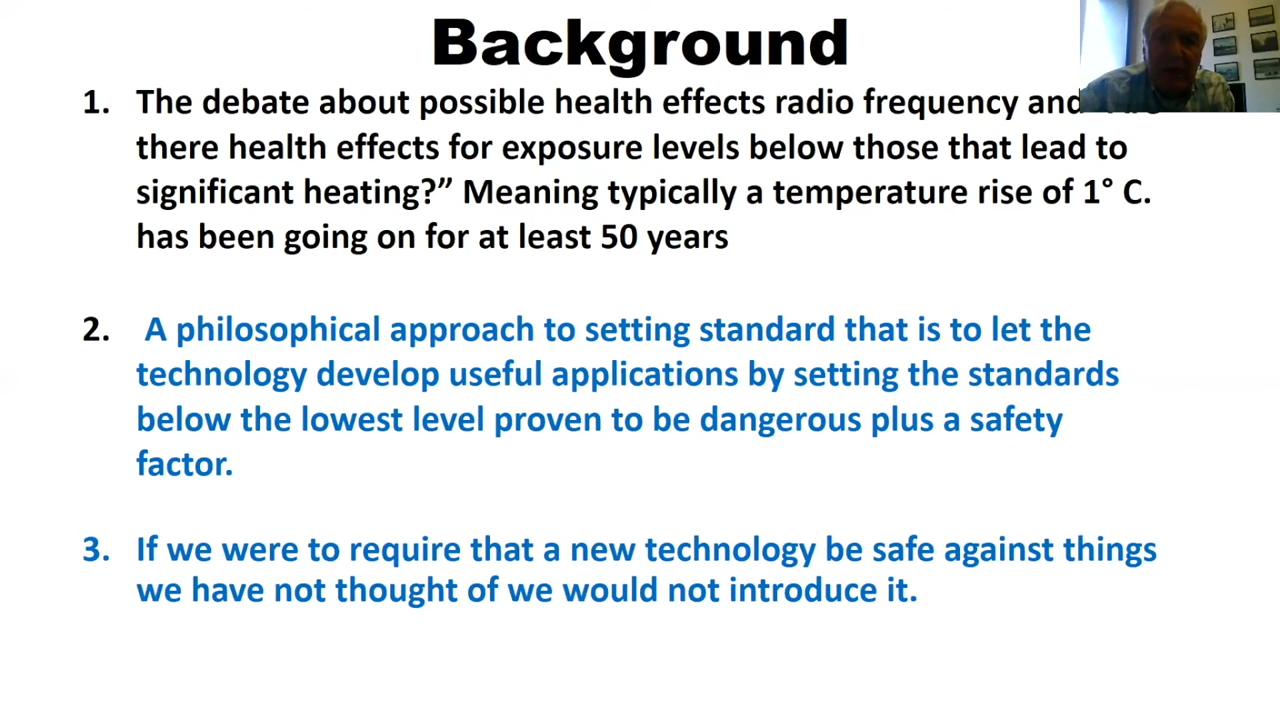 Background
1. The debate about possible health effects radio frequency and
there health effects for exposure levels below those that lead to
significant heating?” Meaning typically a temperature rise of 1° C.
has been going on for at least 50 years
2. A philosophical approach to setting standard that is to let the
technology develop useful applications by setting the standards
below the lowest level proven to be dangerous plus a safety
factor.
3. If we were to require that a new technology be safe against things
we have not thought of we would not introduce it.